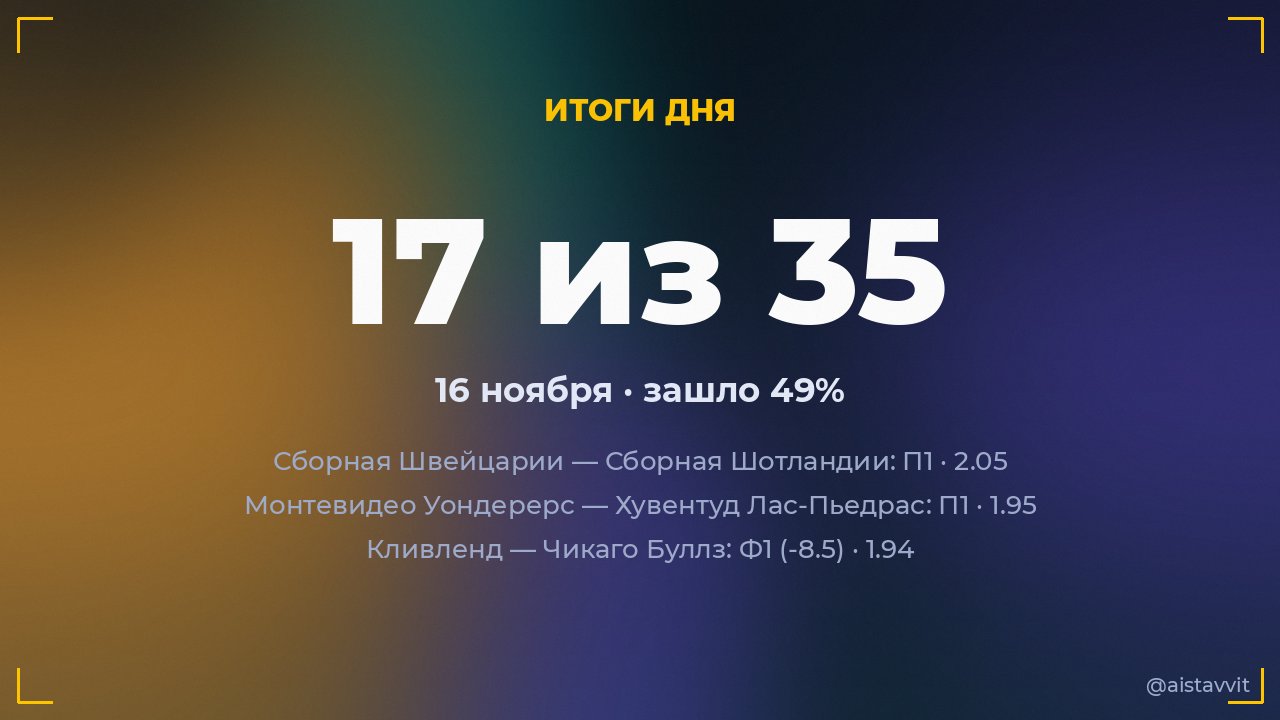 ИТОГИ ДНЯ
17 из 35
16 ноября · зашло 49%
Сборная Швейцарии — Сборная Шотландии: П1 · 2.05
Монтевидео Уондерерс — Хувентуд Лас-Пьедрас: П1 · 1.95
Кливленд — Чикаго Буллз: Ф1 (-8.5) · 1.94
@aistavvit